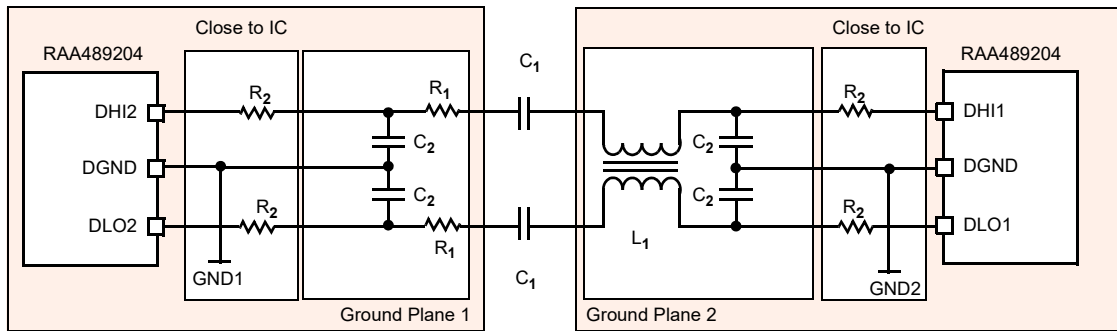 Close to IC
Close to IC
RAA489204
RAA489204
C1
C1
R2
R1
R2
DHI2
DHI1
C2
C2
DGND
DGND
C2
C2
R2
R2
DLO2
DLO1
R1
L1
GND1
C1
GND2
Ground Plane 1
Ground Plane 2